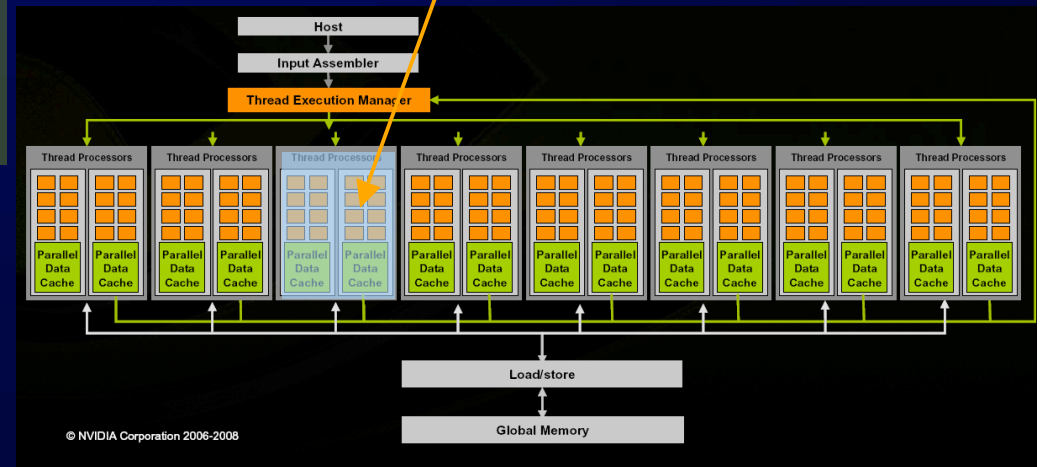 Host
Input Assembler
Thread Execution Manager
Thread Processors Thread Processors Thread Processors Thread Processors Thread Processors Thread Processors Thread Processors Thread Processors
Parallel Parallel Parallel Parallel Parallel Parallel Parallel Parallel Parallel Parallel Parallel Parallel Parallel Parallel Parallel Parallel
Data Data Data Data Data Data Data Data Data Data Data Data Data Data Data Data
Cache Cache Cache Cache Cache Cache Cache Cache Cache Cache Cache Cache Cache Cache Cache Cache
Load/store
Global Memory
© NVIDIA Corporation 2006-2008